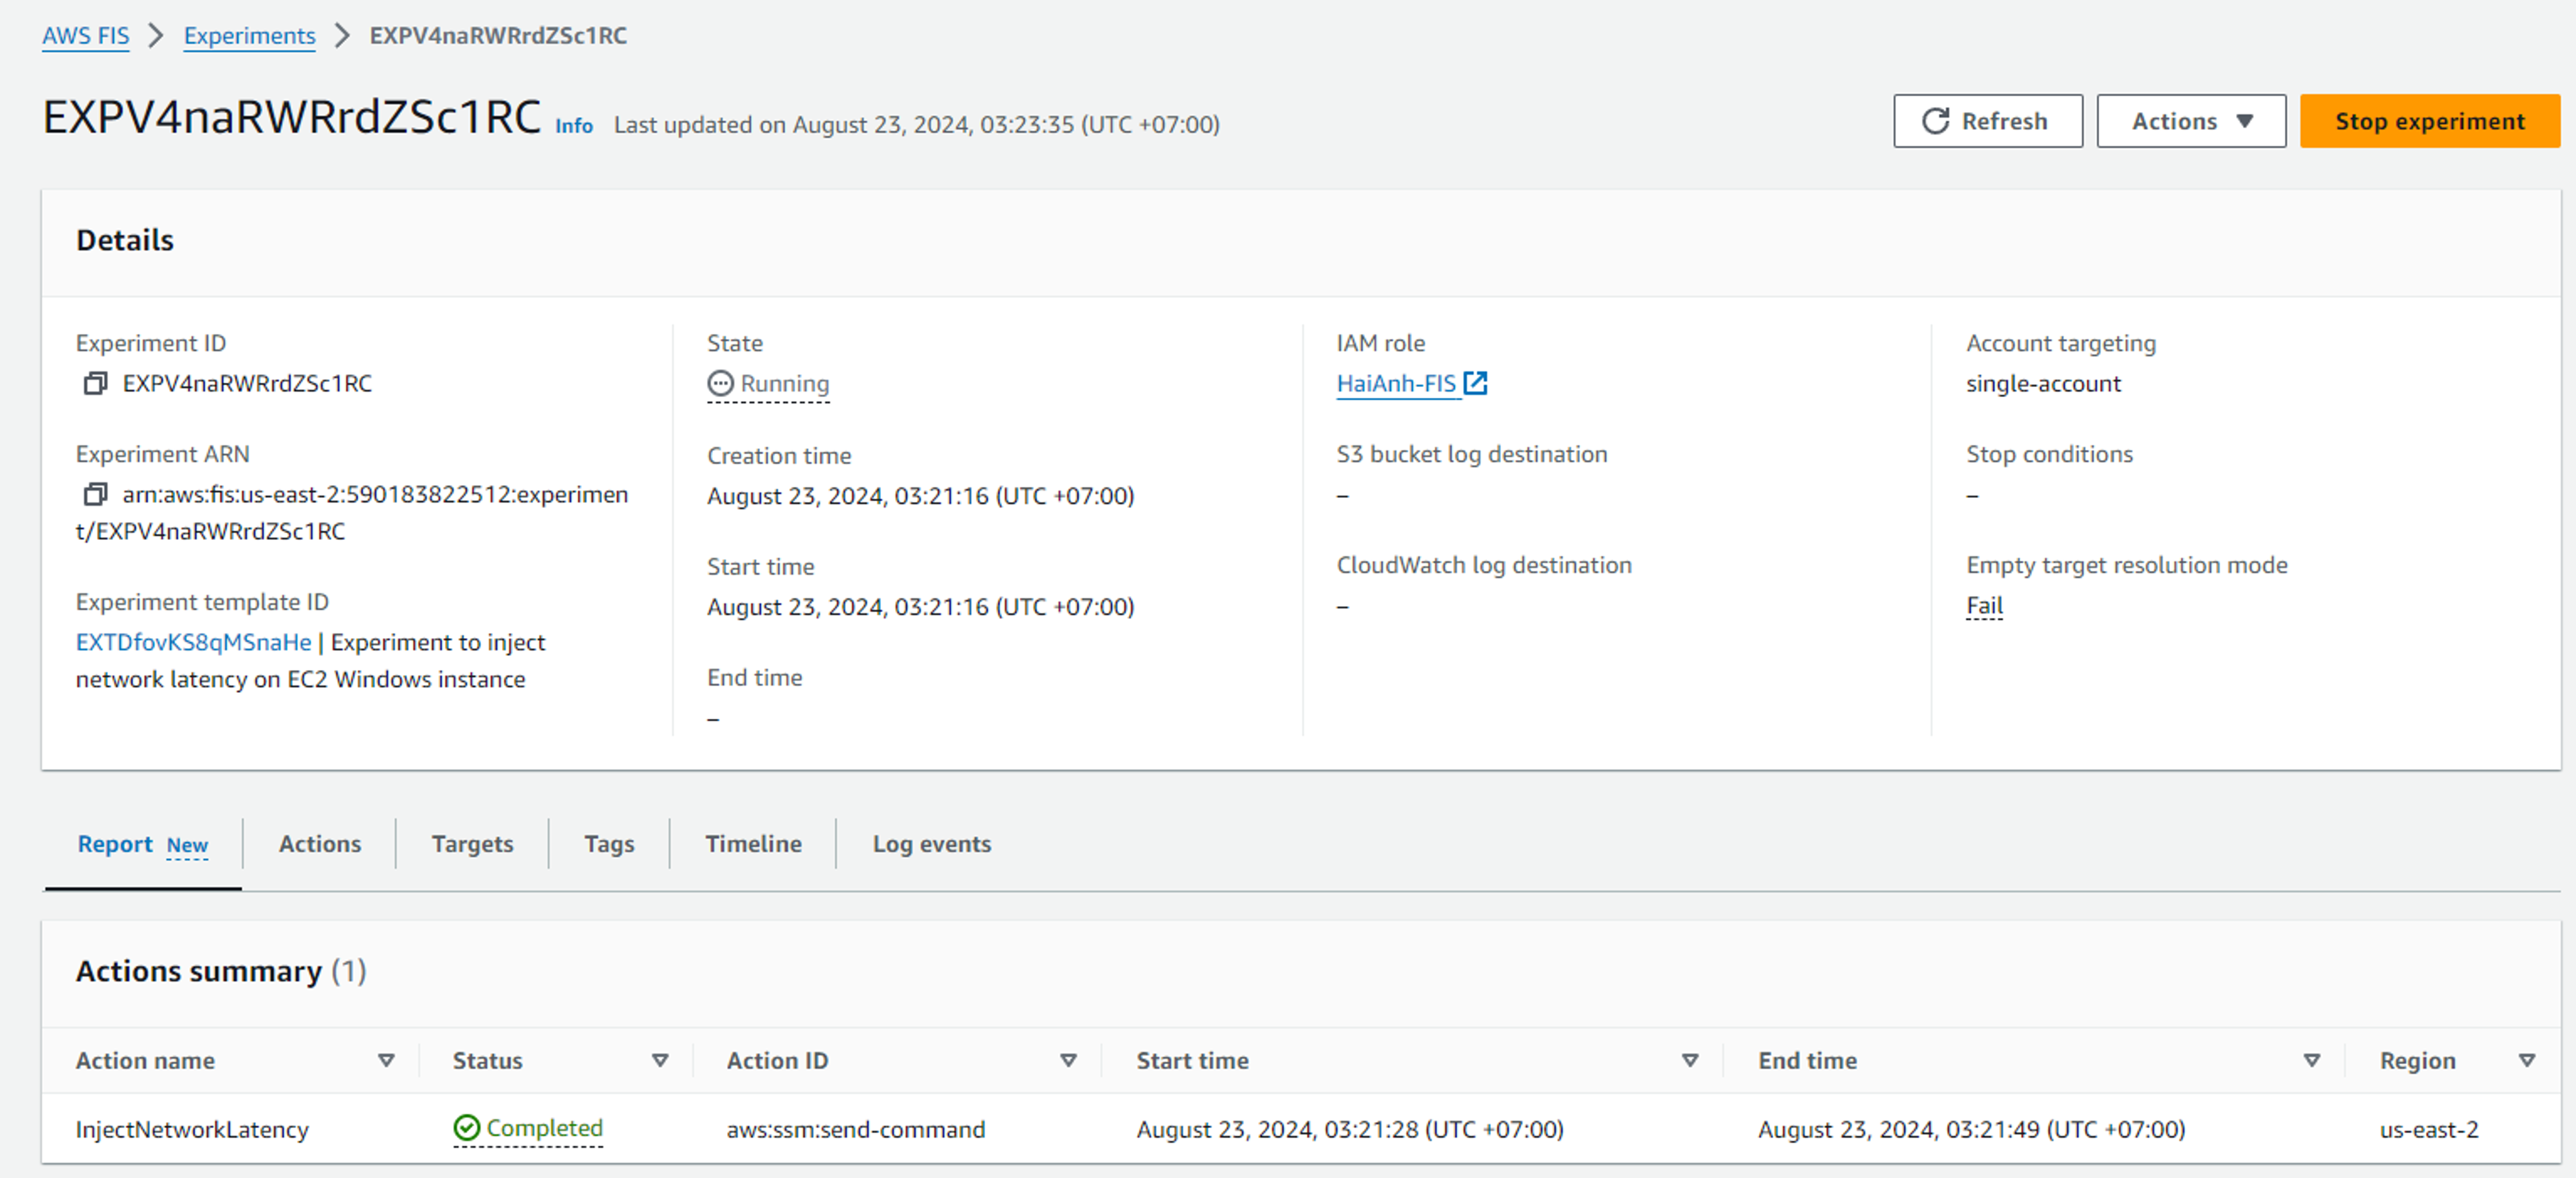 AWS FIS > Experiments > EXPV4naRWRrdZSc1RC
EXPV4naRWRrdZSc1RC Info Last updated on August 23, 2024, 03:23:35 (UTC +07:00)
Refresh
Actions
Stop experiment
Details
Experiment ID
EXPV4naRWRrdZSc1RC
Experiment ARN
arn:aws:fis:us-east-2:590183822512:experimen
t/EXPV4naRWRrdZSc1RC
Experiment template ID
EXTDfovKS8qMSnaHe | Experiment to inject
network latency on EC2 Windows instance
State
Running
Creation time
August 23, 2024, 03:21:16 (UTC +07:00)
Start time
August 23, 2024, 03:21:16 (UTC +07:00)
End time
–
IAM role
HaiAnh-FIS
S3 bucket log destination
–
CloudWatch log destination
–
Account targeting
single-account
Stop conditions
–
Empty target resolution mode
Fail
Report New Actions Targets Tags Timeline Log events
Actions summary (1)
Action name Status Action ID Start time End time Region
InjectNetworkLatency Completed aws:ssm:send-command August 23, 2024, 03:21:28 (UTC +07:00) August 23, 2024, 03:21:49 (UTC +07:00) us-east-2